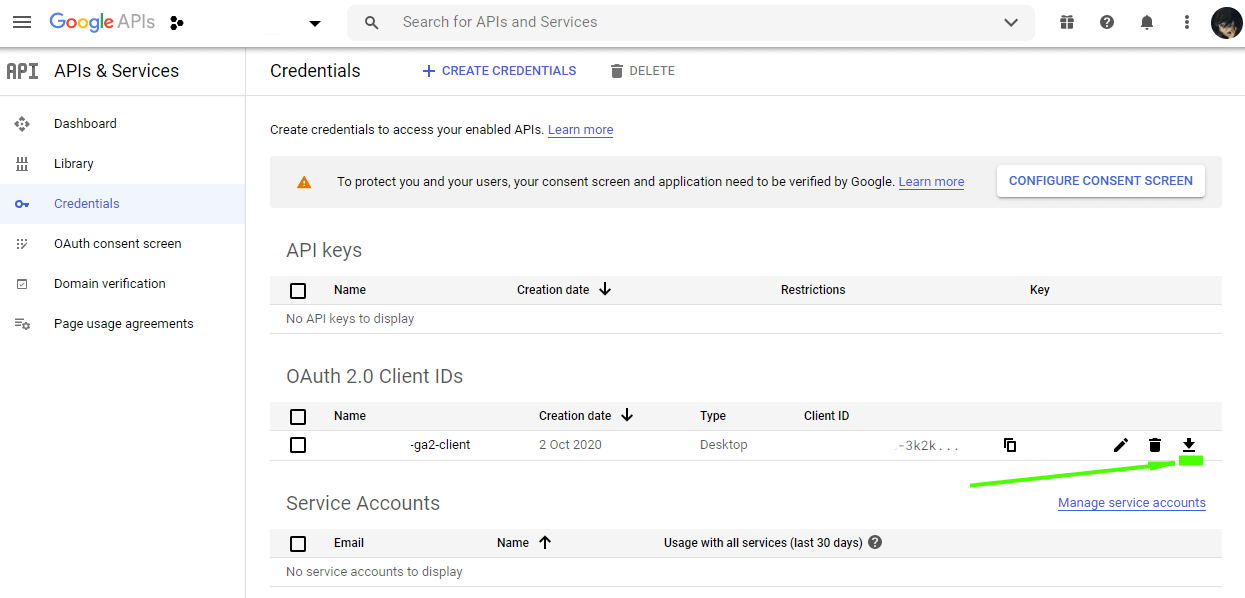 Google APIs
Search for APIs and Services
API APIs & Services
Credentials
CREATE CREDENTIALS
DELETE
Dashboard
Library
Credentials
OAuth consent screen
Domain verification
Page usage agreements
Create credentials to access your enabled APIs. Learn more
To protect you and your users, your consent screen and application need to be verified by Google. Learn more
CONFIGURE CONSENT SCREEN
API keys
Name Creation date Restrictions Key
No API keys to display
OAuth 2.0 Client IDs
Name Creation date Type Client ID
-ga2-client 2 Oct 2020 Desktop -3k2k...
Service Accounts
Manage service accounts
Email Name Usage with all services (last 30 days) ?
No service accounts to display